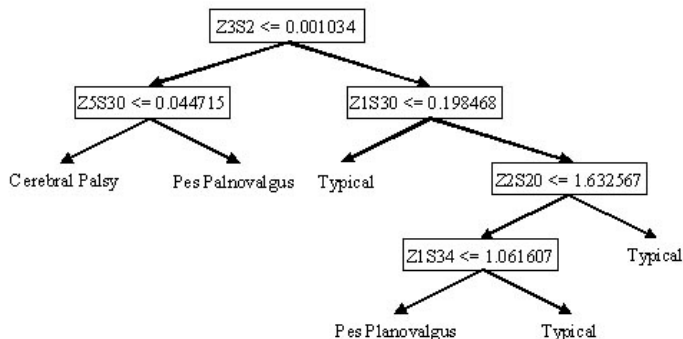 Z3S2 <= 0.001034
Z5S30 <= 0.044715
Z1S30 <= 0.198468
Cerebral Palsy
Pes Palnovalgus
Typical
Z2S20 <= 1.632567
Z1S34 <= 1.061607
Typical
Pes Planovalgus
Typical